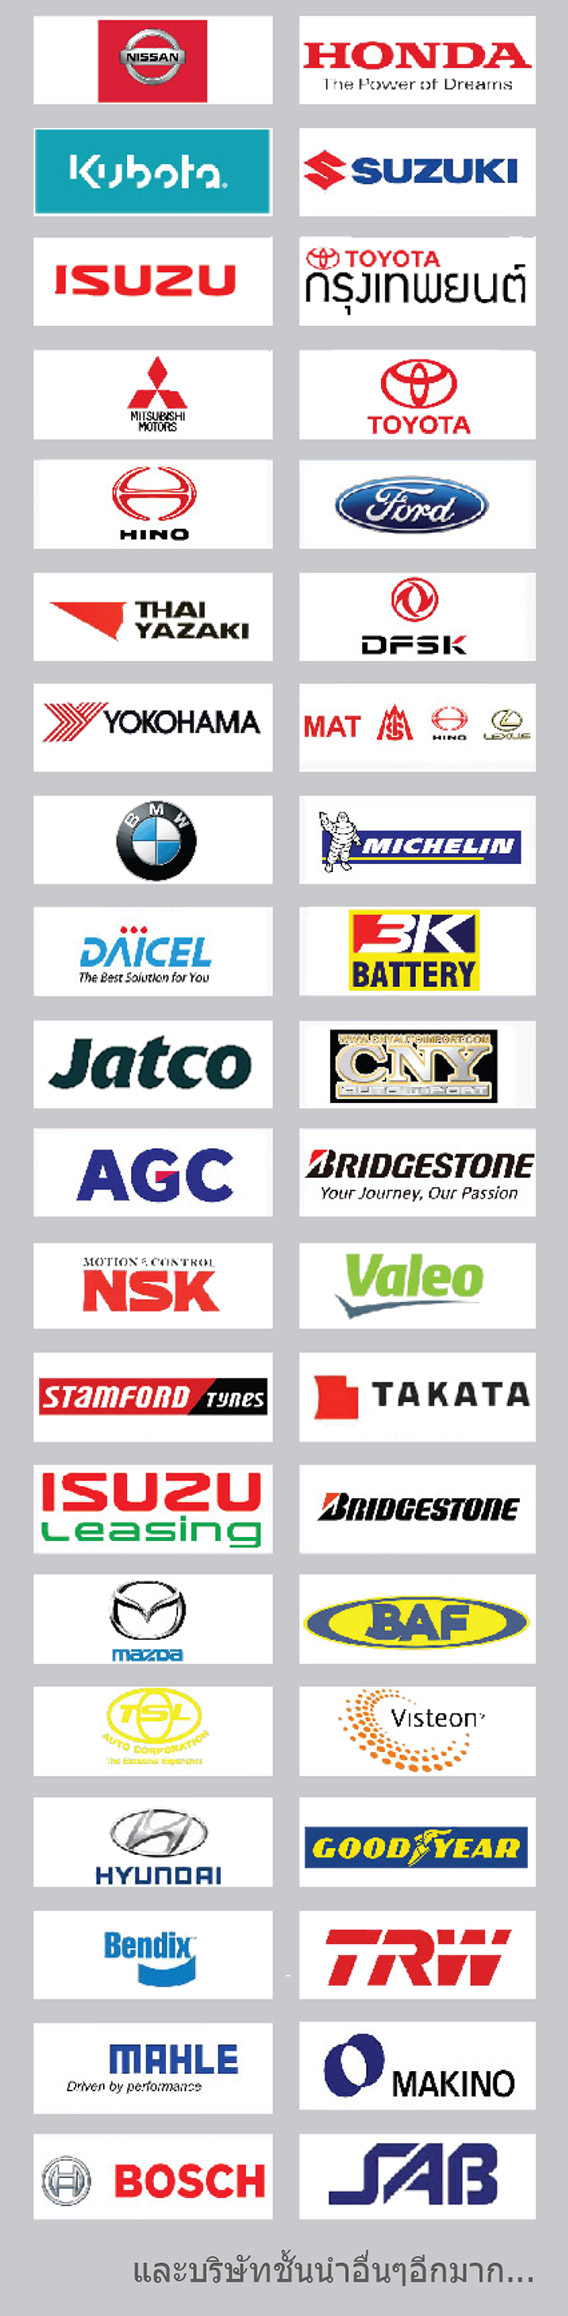 NISSAN
HONDA
The Power of Dreams
Kubota
SUZUKI
ISUZU
TOYOTA
กรุงเทพยนต์
MITSUBISHI
MOTORS
TOYOTA
HINO
Ford
THAI
YAZAKI
DFSK
YOKOHAMA
MAT HINO LEXUS
BMW
MICHELIN
DAICEL
The Best Solution for You
3K
BATTERY
Jatco
WWW.CNYAUTOIMPORT.COM
CNY
AUTOIMPORT
AGC
BRIDGESTONE
Your Journey, Our Passion
MOTION & CONTROL
NSK
Valeo
STAMFORD TYRES
TAKATA
ISUZU
Leasing
BRIDGESTONE
mazda
BAF
TSL
AUTO CORPORATION
Visteon
HYUNDAI
GOODYEAR
Bendix
TRW
MAHLE
Driven by performance
MAKINO
BOSCH
SAB
และบริษัทชั้นนำอื่นๆอีกมาก...